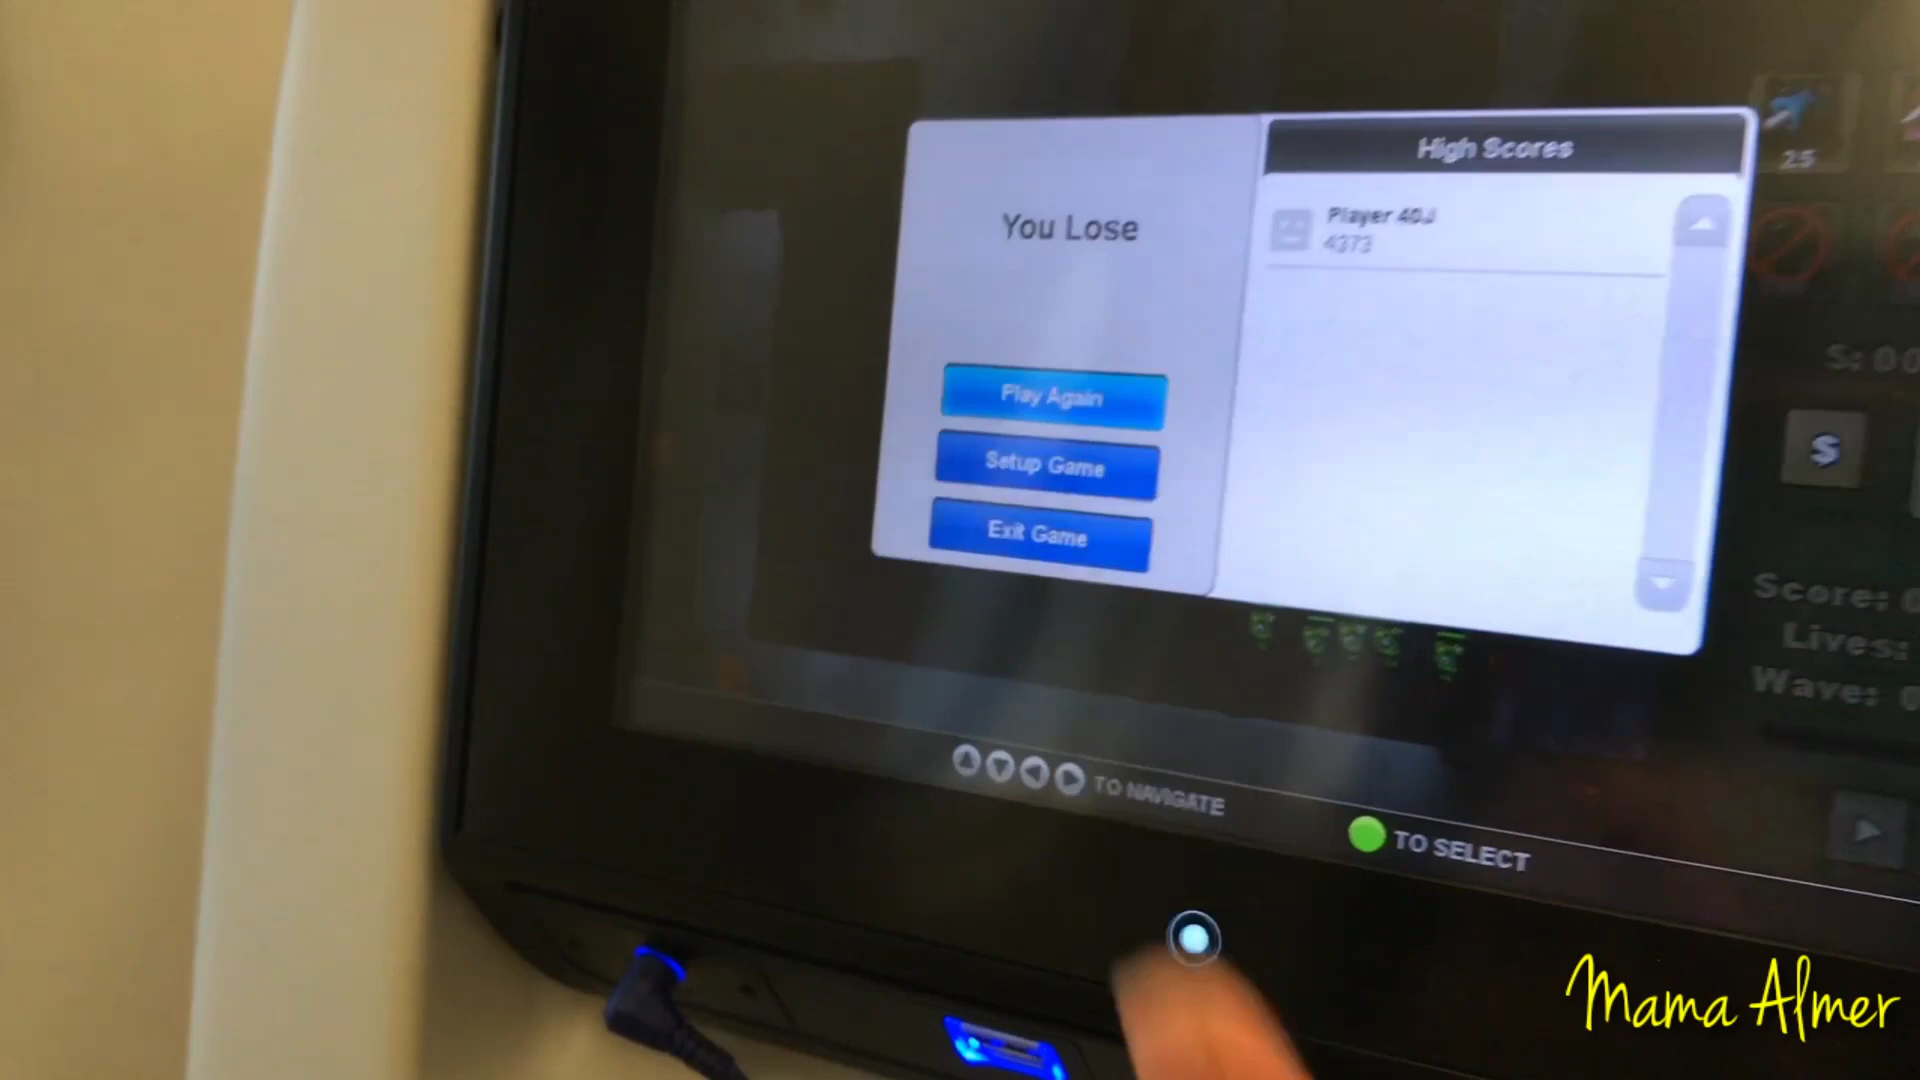 You Lose
Play Again
Setup Game
Exit Game
High Scores
Player 40J
4373
25
S: 00
$
Score: 0
Lives:
Wave: 0
TO NAVIGATE
TO SELECT
Mama Almer